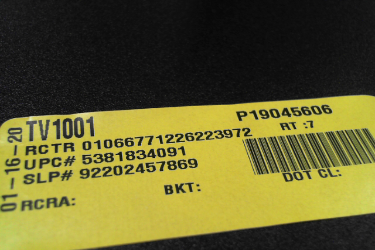 01-16-20
TV1001
P19045606
RCTR 01066771226223972
RT :7
UPC# 5381834091
SLP# 92202457869
DOT CL:
BKT:
RCRA: